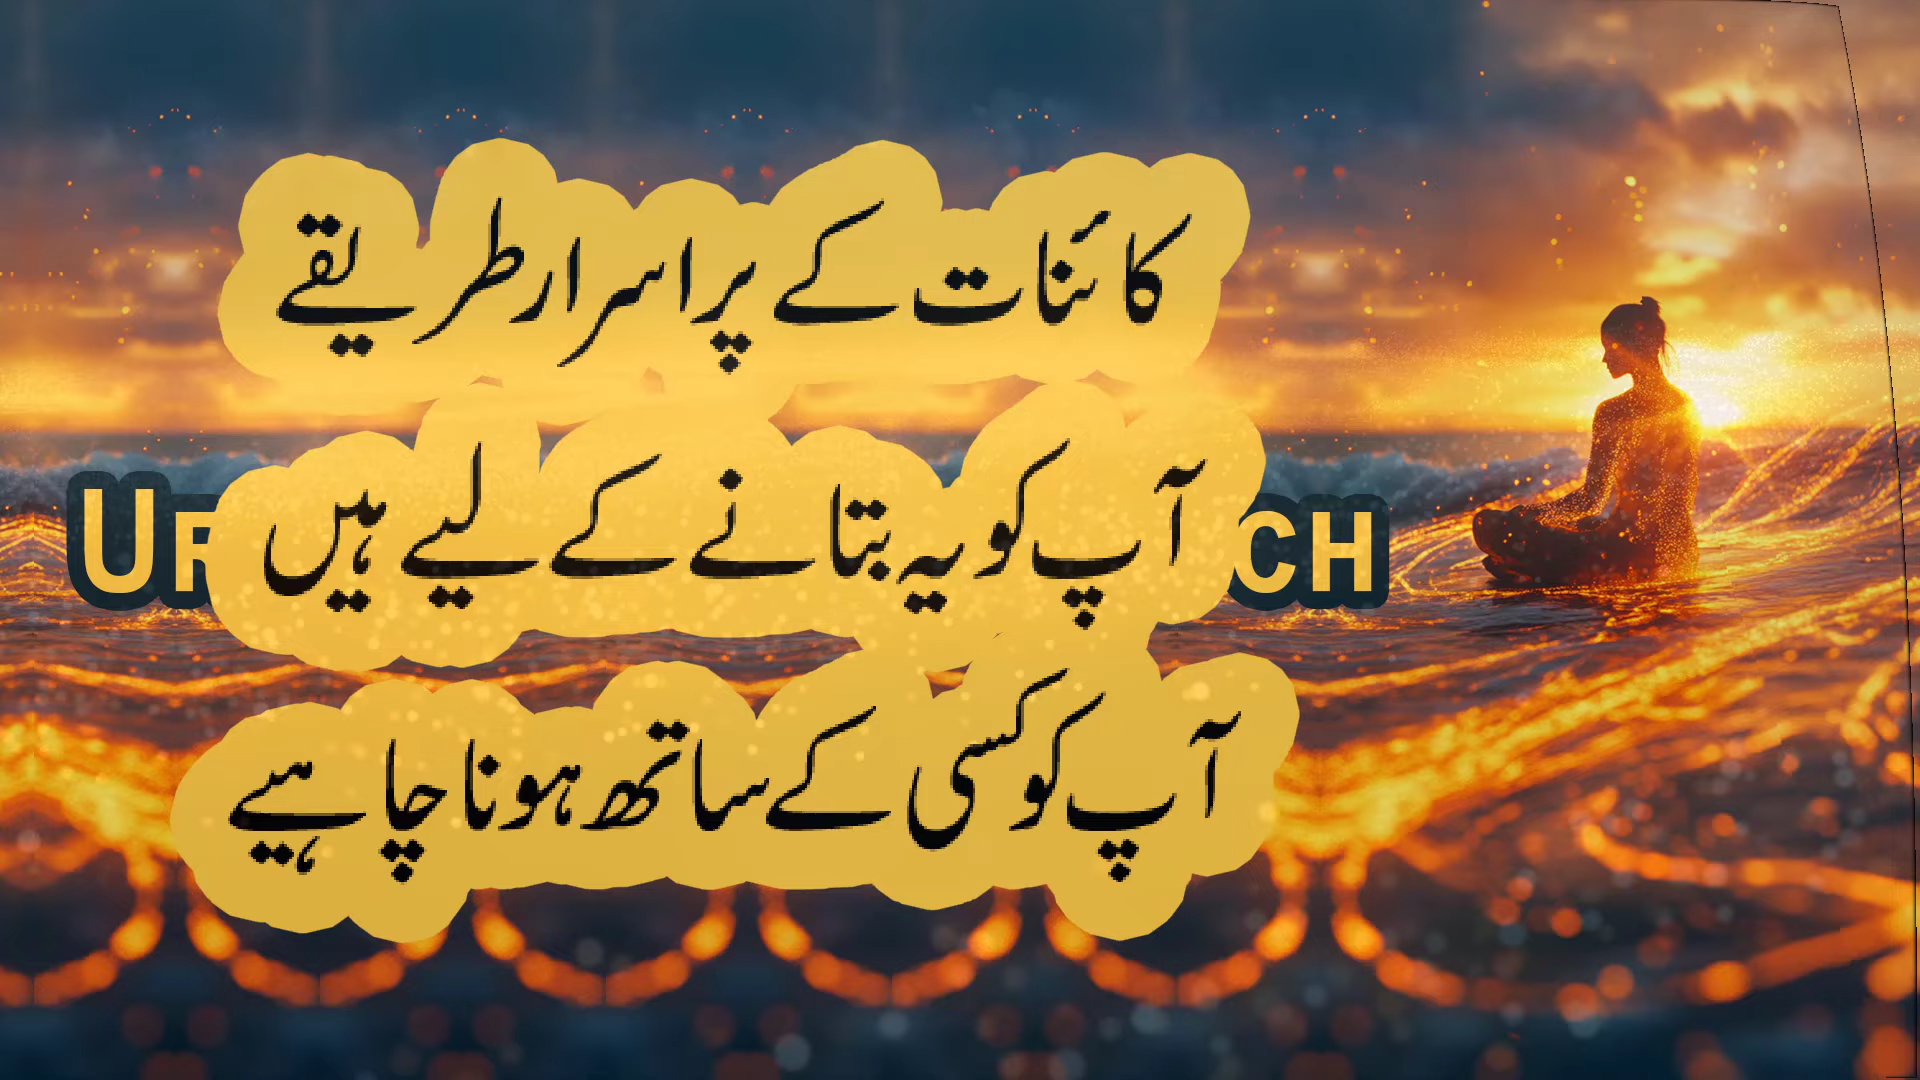 کائنات کے پراسرار طریقے
آپ کو یہ بتانے کے لیے ہیں
آپ کو کسی کے ساتھ ہونا چاہیے